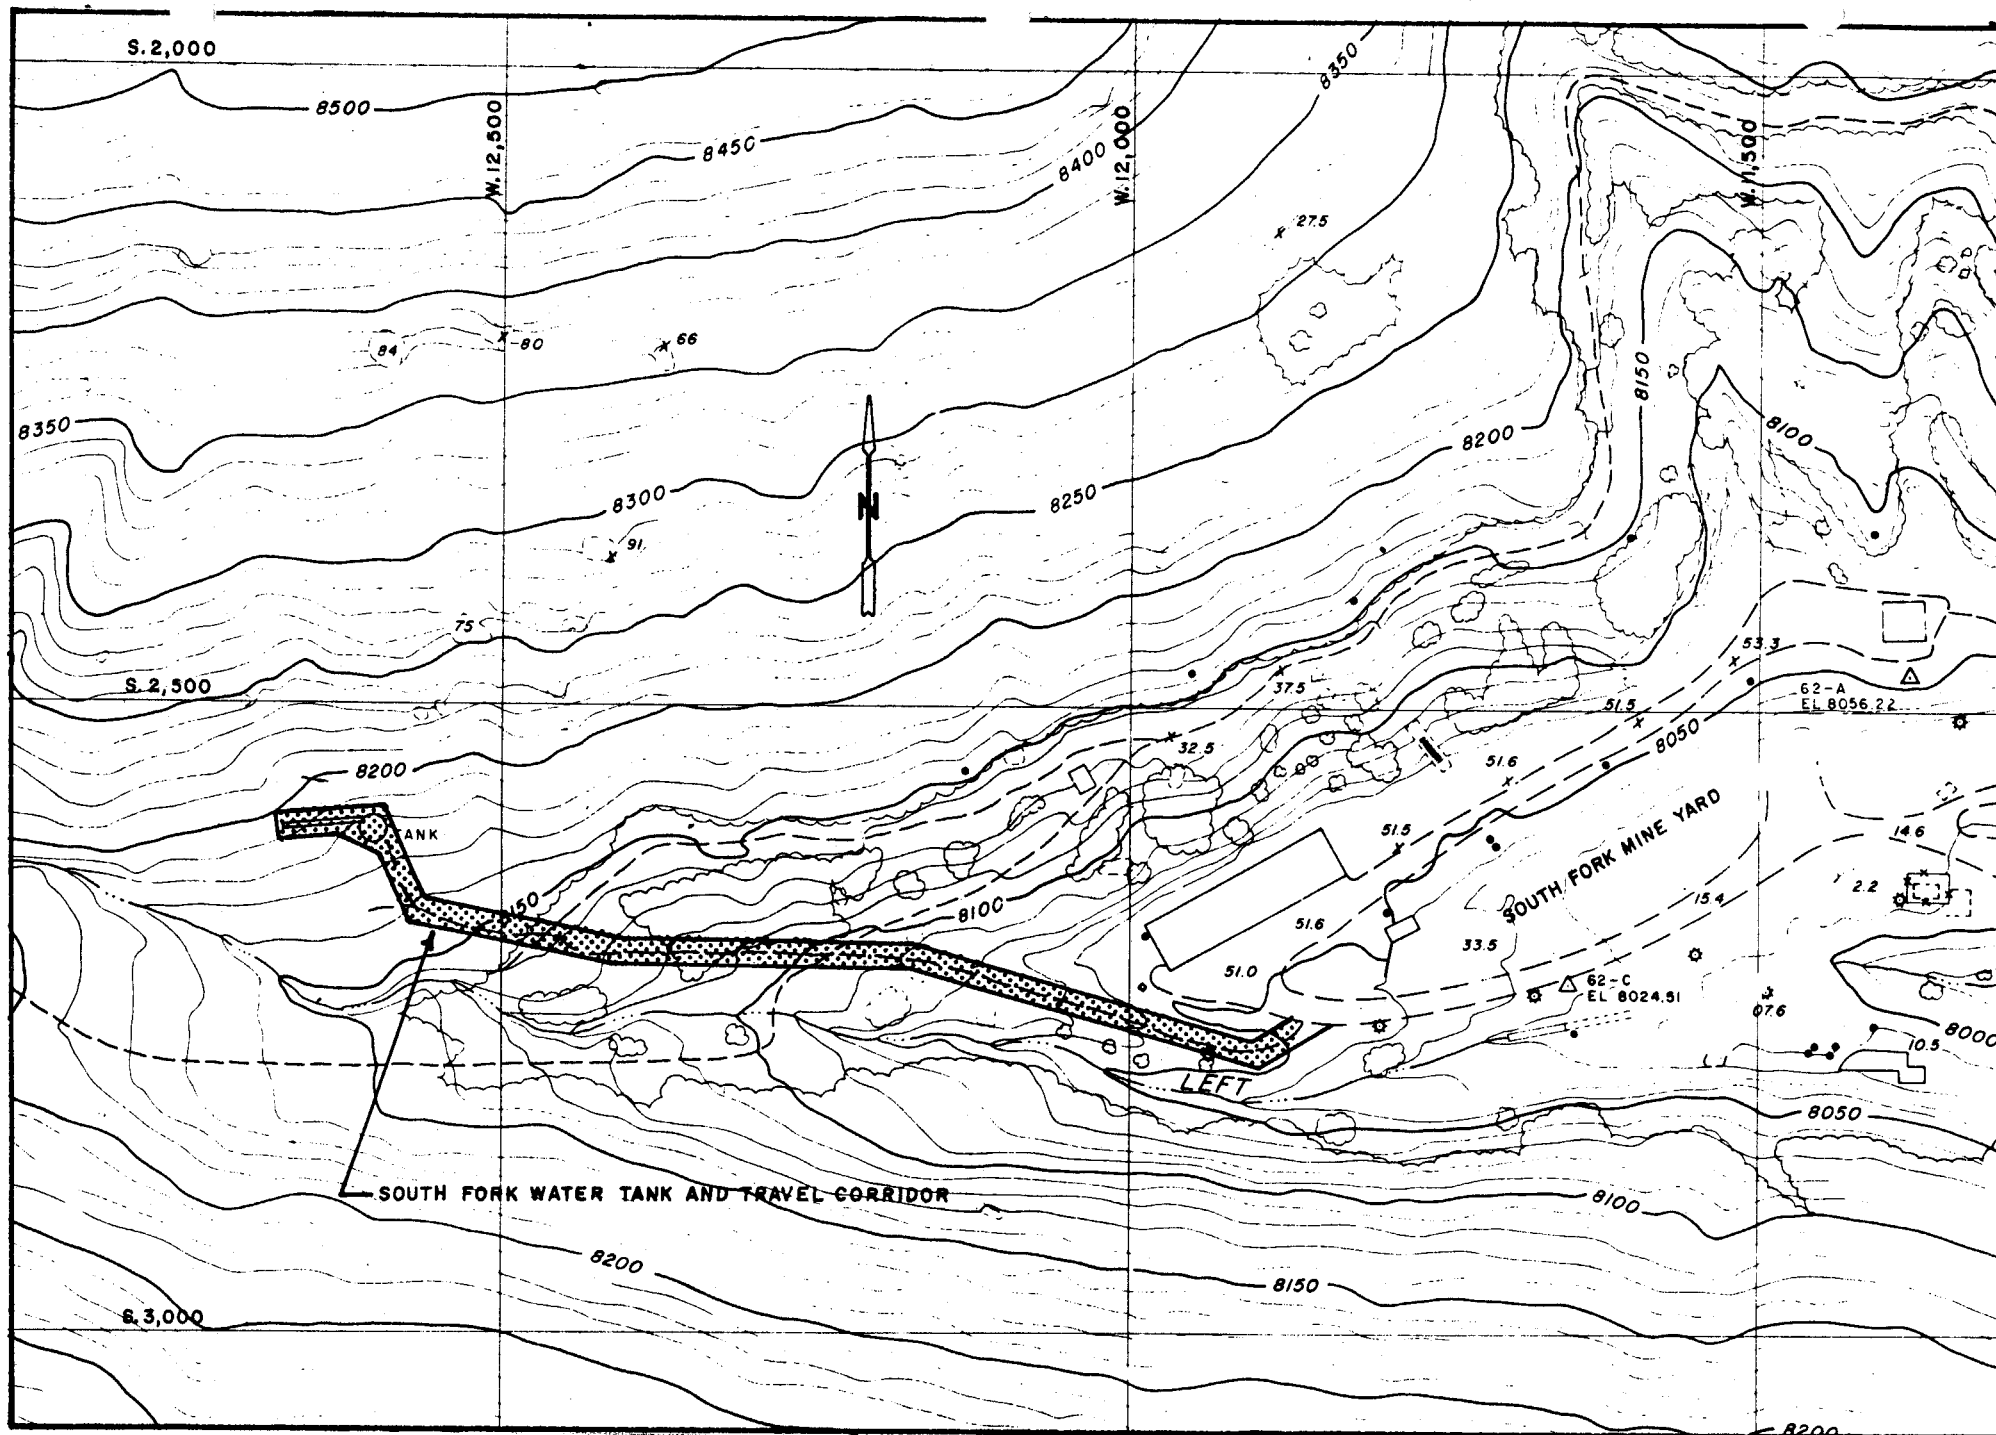 S. 2,000
8500
W. 12,500
8450
8400
W. 12,000
8350
W. 11,500
27.5
84
80
66
8350
8150
8200
8100
8300
N
8250
91
75
S. 2,500
37.5
53.3
62-A
EL 8056.22
51.5
32.5
8050
8200
51.6
TANK
51.5
14.6
SOUTH FORK MINE YARD
2.2
8150
8100
15.4
51.6
33.5
51.0
62-C
EL 8024.51
07.6
8000
10.5
LEFT
8050
SOUTH FORK WATER TANK AND TRAVEL CORRIDOR
8100
8200
8150
S. 3,000
8200